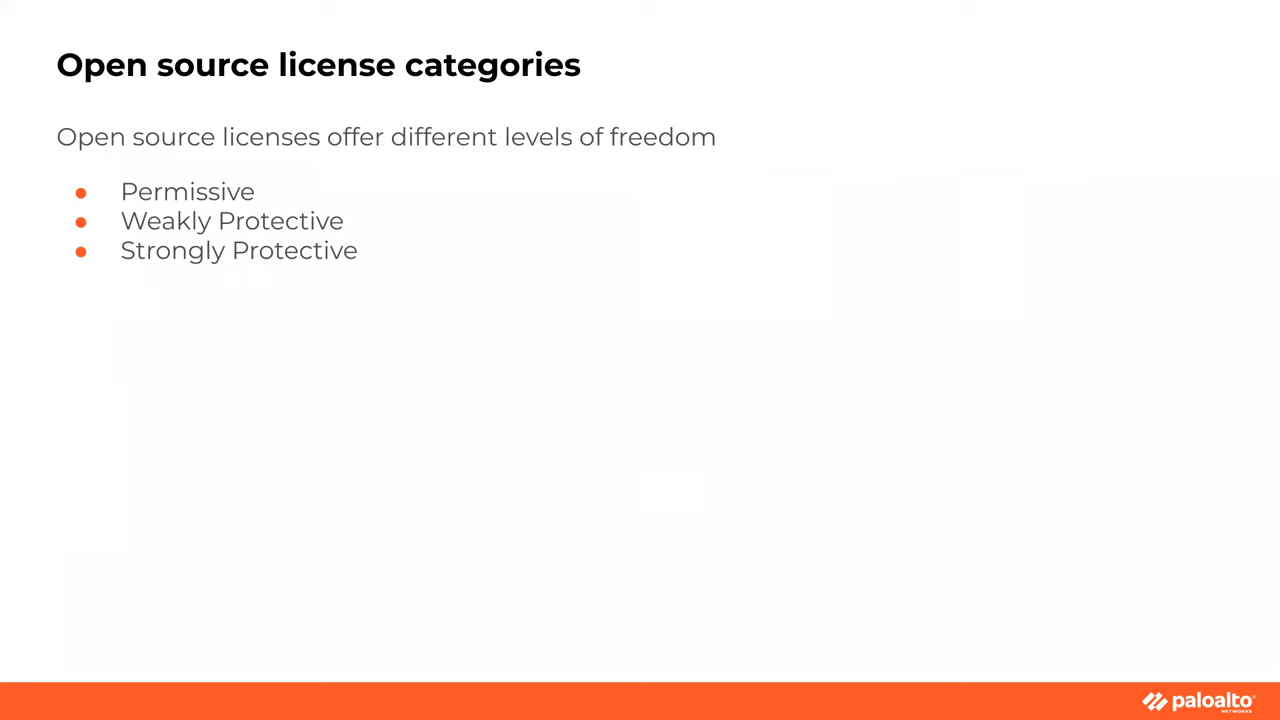 Open source license categories
Open source licenses offer different levels of freedom
● Permissive
● Weakly Protective
● Strongly Protective
paloalto
NETWORKS